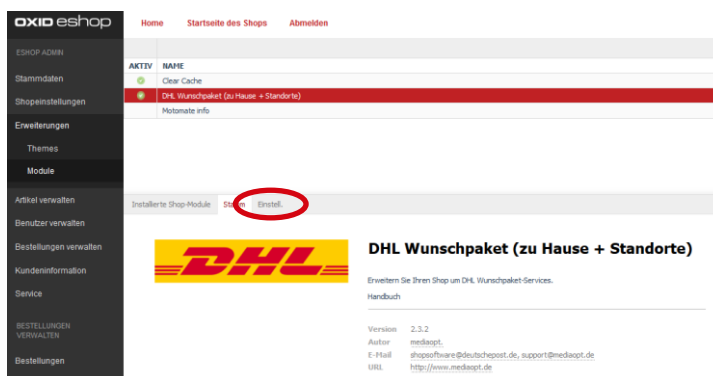 OXID eshop
Home Startseite des Shops Abmelden
ESHOP ADMIN
Stammdaten
Shopeinstellungen
Erweiterungen
Themes
Module
Artikel verwalten
Benutzer verwalten
Bestellungen verwalten
Kundeninformation
Service
BESTELLUNGEN
VERWALTEN
Bestellungen
AKTIV NAME
Clear Cache
DHL Wunschpaket (zu Hause + Standorte)
Motomate info
Installierte Shop-Module Stamm Einstell.
DHL
DHL Wunschpaket (zu Hause + Standorte)
Erweitern Sie Ihren Shop um DHL Wunschpaket-Services.
Handbuch
Version 2.3.2
Autor mediaopt.
E-Mail shopsoftware@deutschepost.de, support@mediaopt.de
URL http://www.mediaopt.de